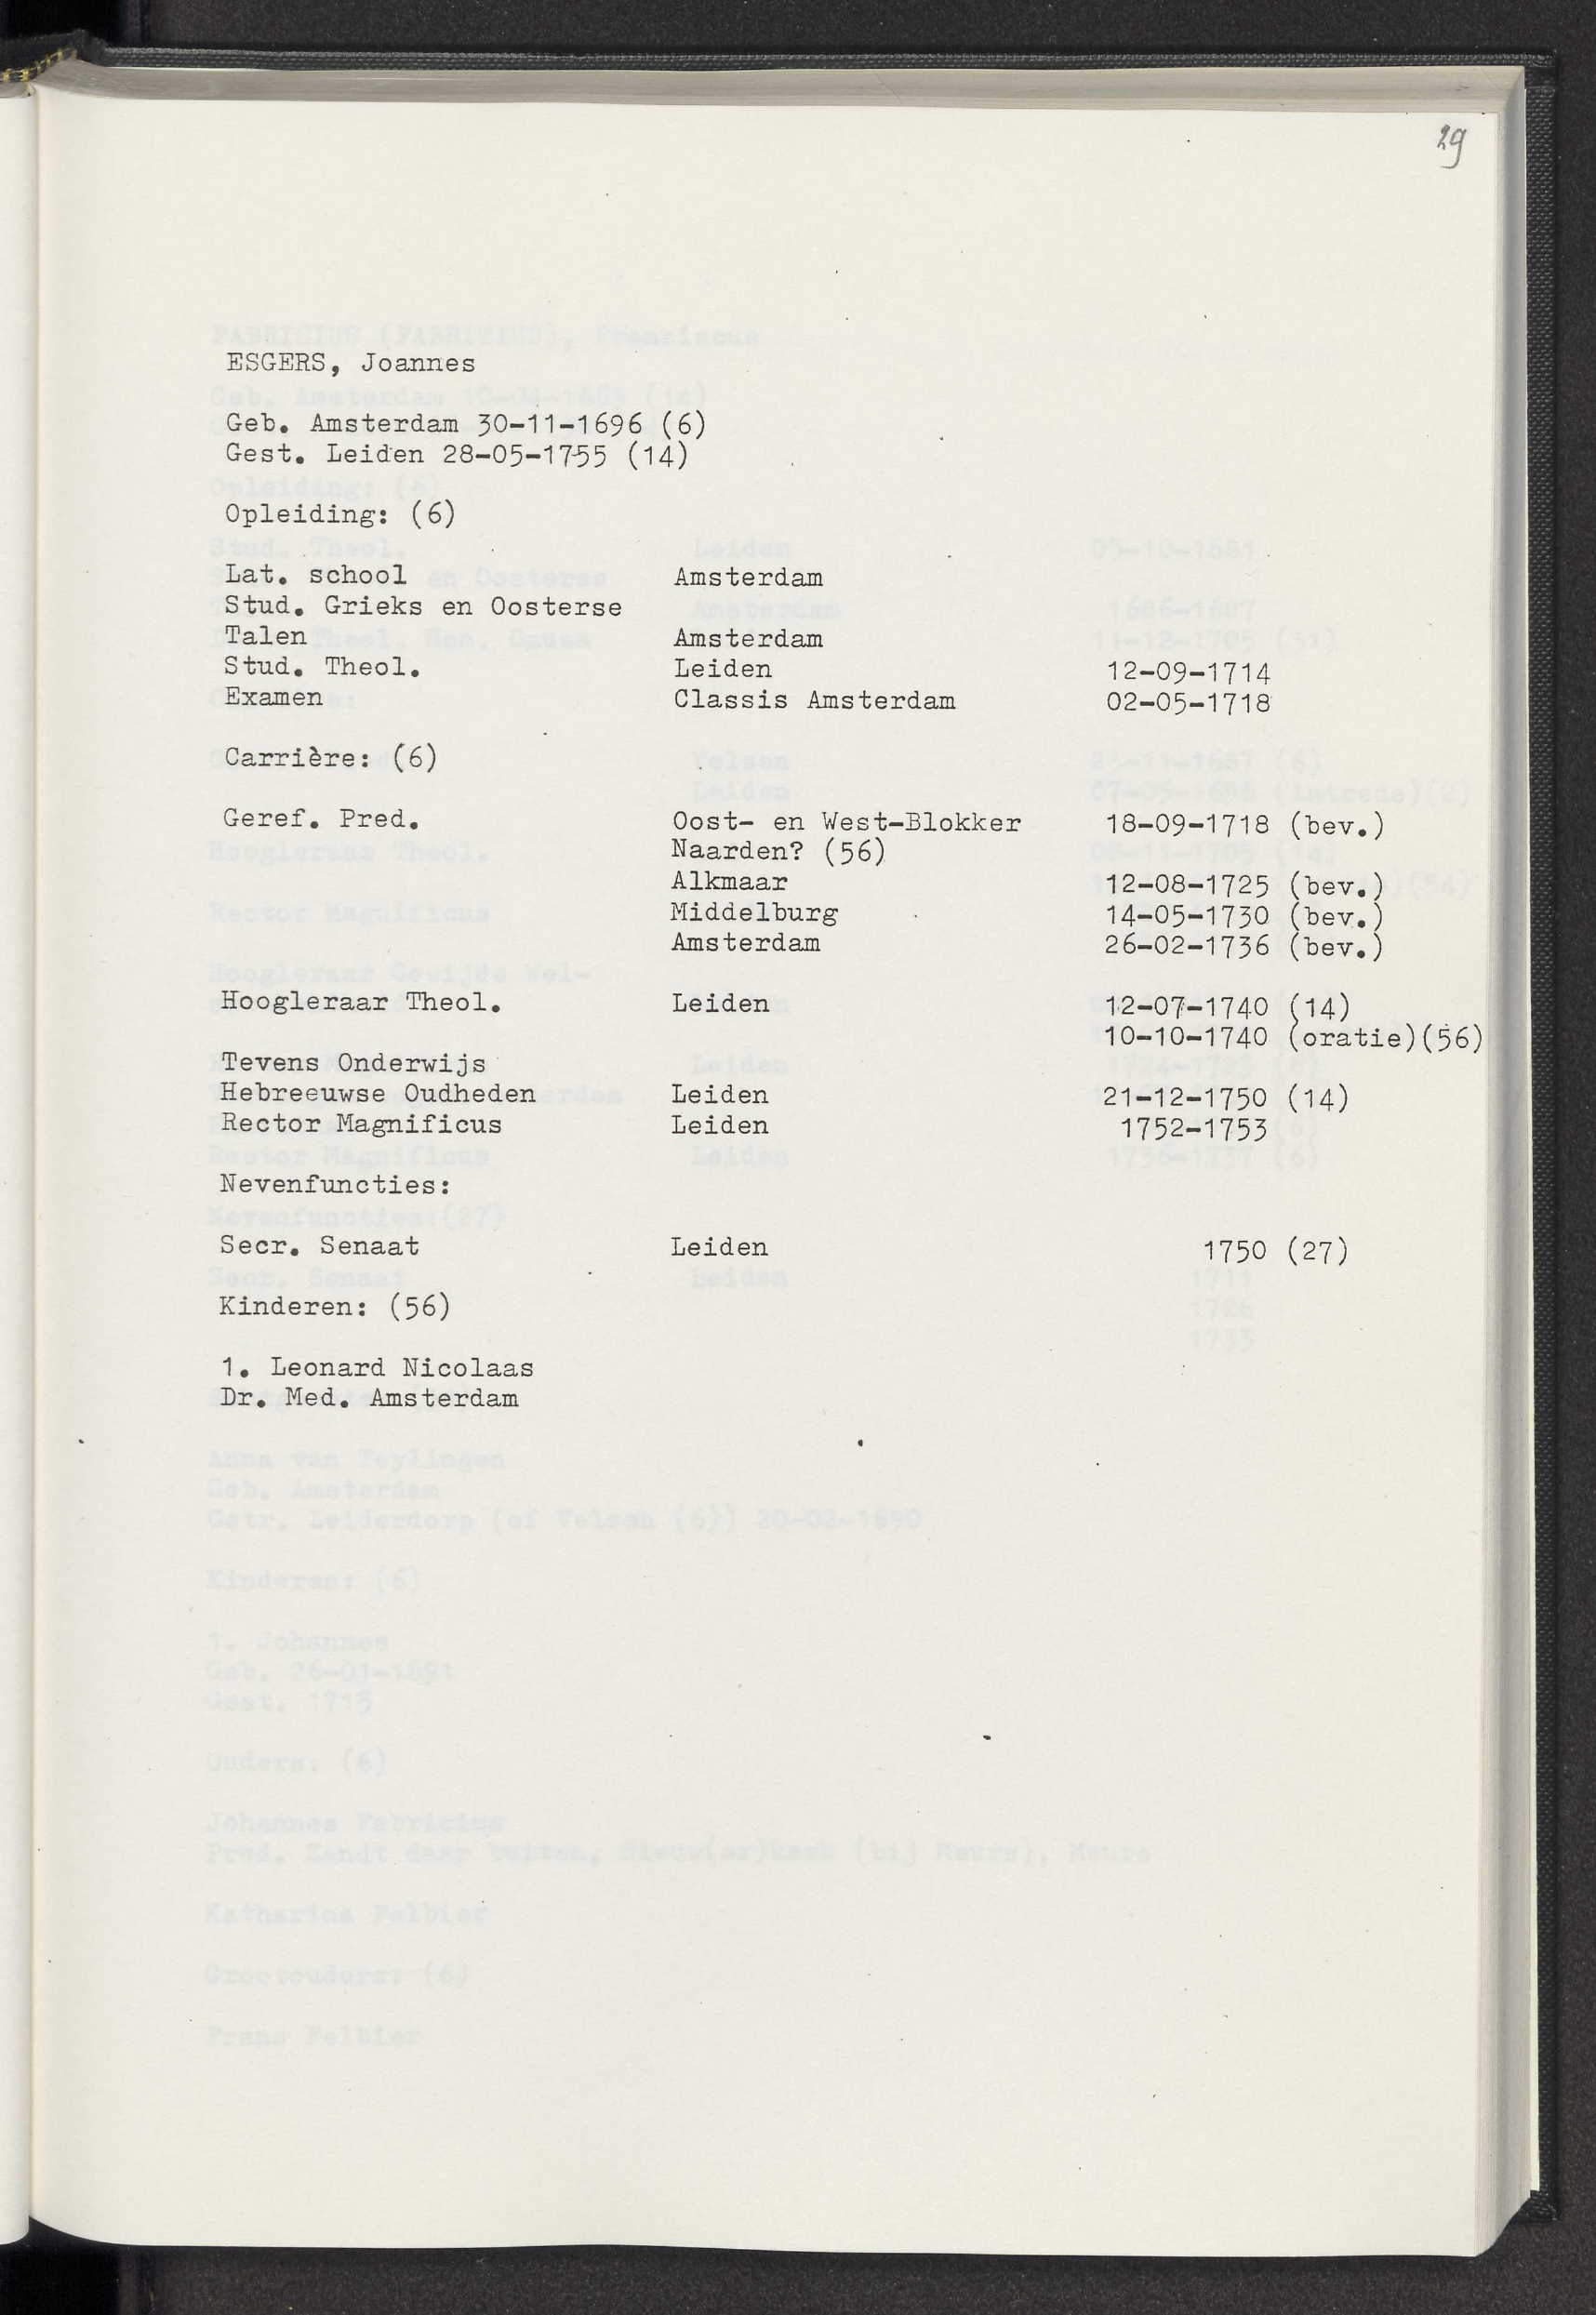 29
ESGERS, Joannes
Geb. Amsterdam 30-11-1696 (6)
Gest. Leiden 28-05-1755 (14)
Opleiding: (6)
Lat. school Amsterdam
Stud. Grieks en Oosterse
Talen Amsterdam
Stud. Theol. Leiden 12-09-1714
Examen Classis Amsterdam 02-05-1718
Carrière: (6)
Geref. Pred. Oost- en West-Blokker 18-09-1718 (bev.)
Naarden? (56)
Alkmaar 12-08-1725 (bev.)
Middelburg 14-05-1730 (bev.)
Amsterdam 26-02-1736 (bev.)
Hoogleraar Theol. Leiden 12-07-1740 (14)
10-10-1740 (oratie)(56)
Tevens Onderwijs
Hebreeuwse Oudheden Leiden 21-12-1750 (14)
Rector Magnificus Leiden 1752-1753
Nevenfuncties:
Secr. Senaat Leiden 1750 (27)
Kinderen: (56)
1. Leonard Nicolaas
Dr. Med. Amsterdam